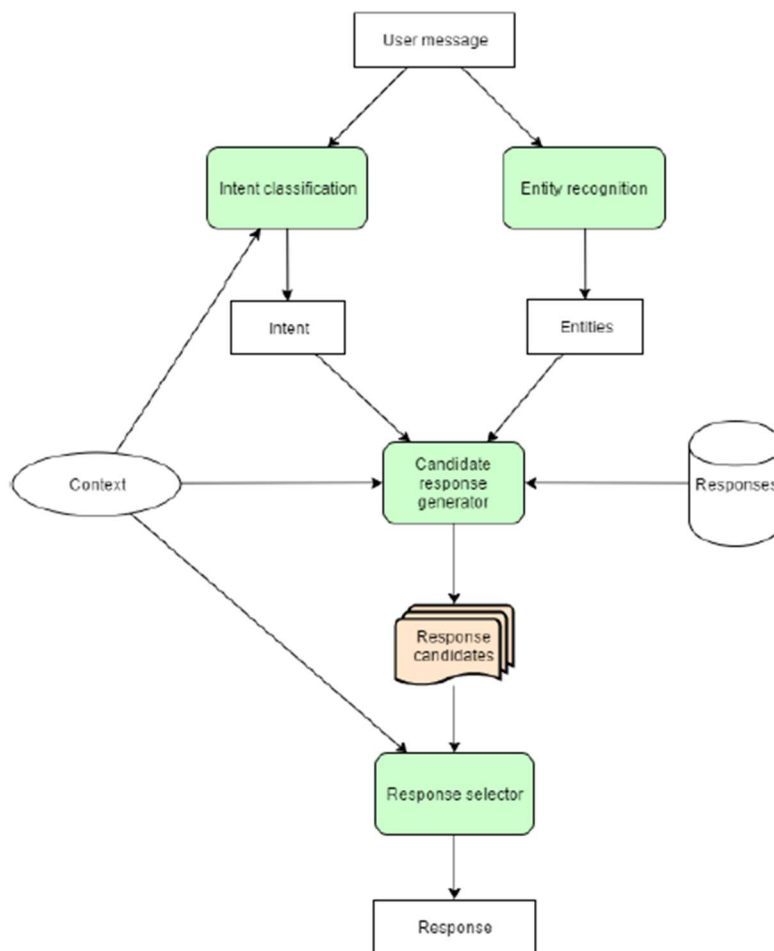 User message
Intent classification
Entity recognition
Intent
Entities
Context
Candidate
response
generator
Responses
Response
candidates
Response selector
Response